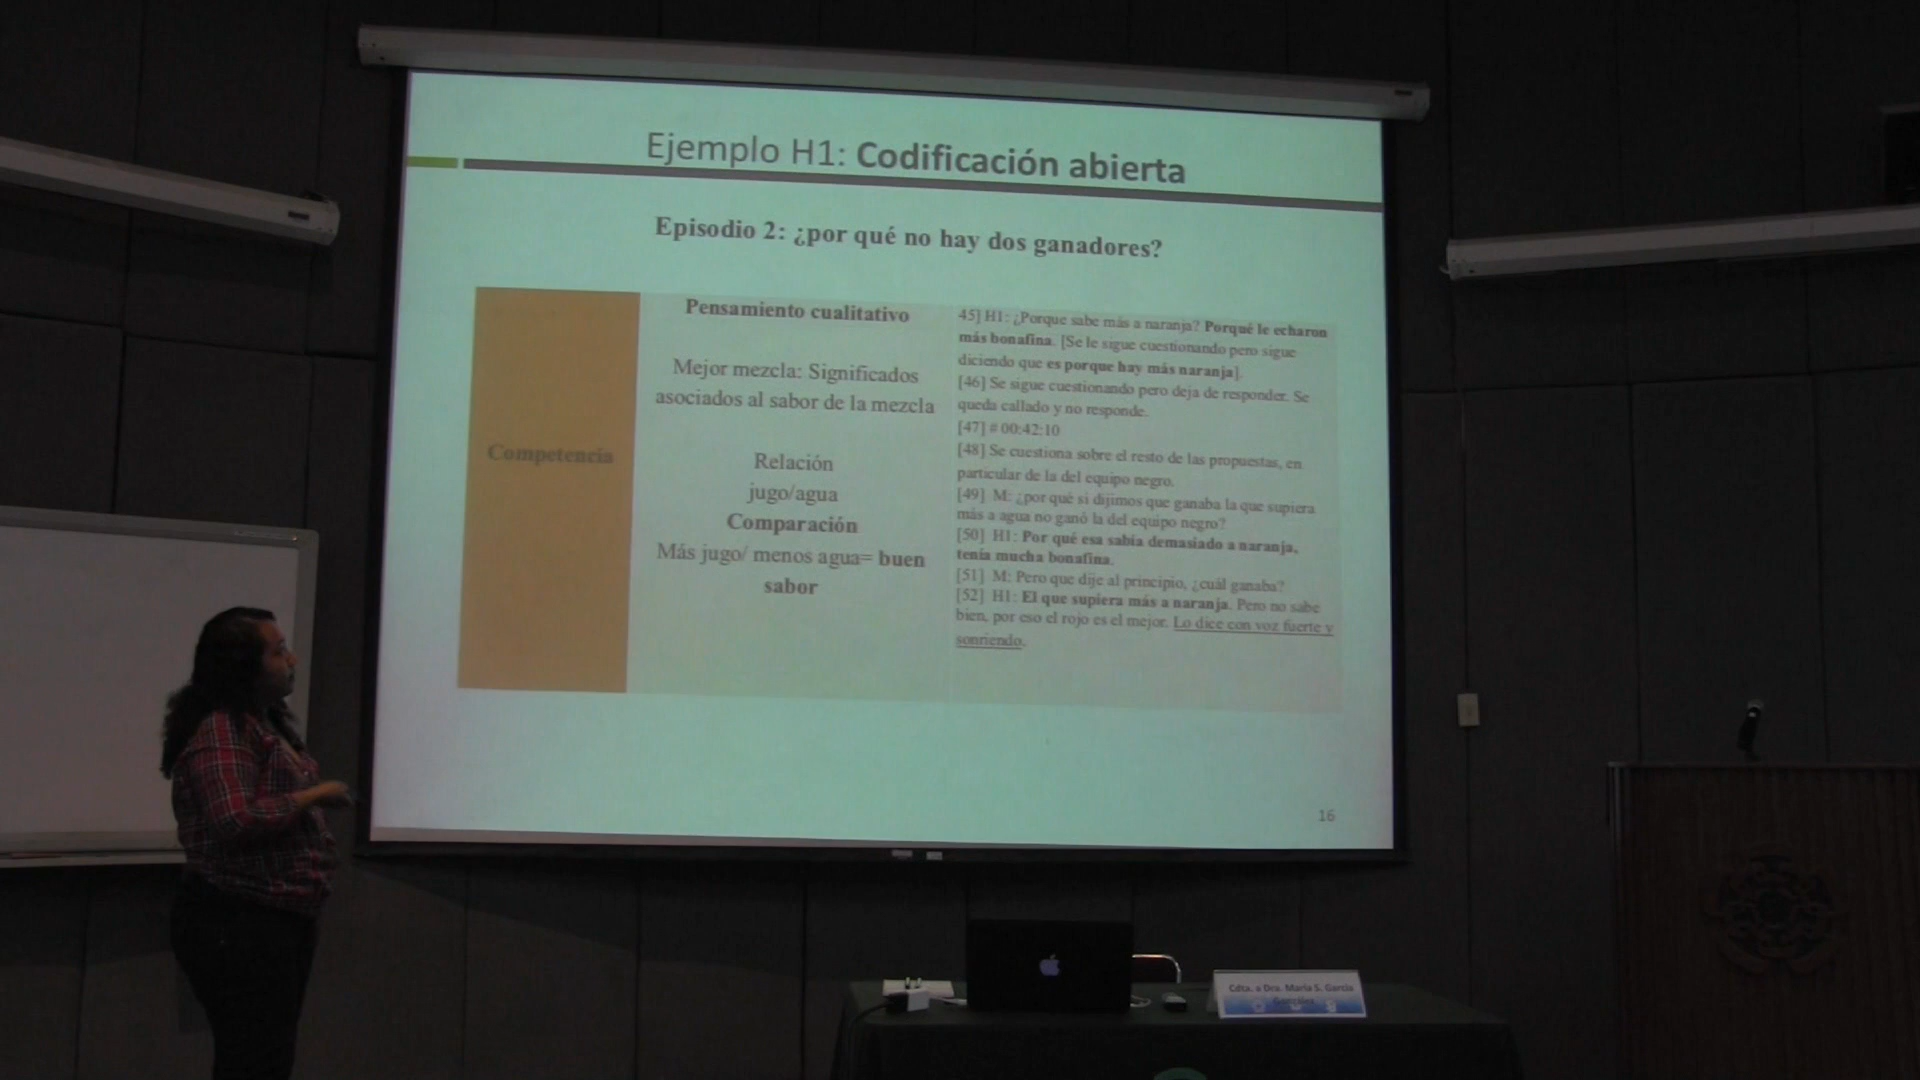 Ejemplo H1: Codificación abierta
Episodio 2: ¿por qué no hay dos ganadores?
Competencia
Pensamiento cualitativo
Mejor mezcla: Significados
asociados al sabor de la mezcla
Relación
jugo/agua
Comparación
Más jugo/ menos agua= buen
sabor
45] H1: ¿Porque sabe más a naranja? Porqué le echaron
más bonafina. [Se le sigue cuestionando pero sigue
diciendo que es porque hay más naranja].
[46] Se sigue cuestionando pero deja de responder. Se
queda callado y no responde.
[47] # 00:42:10
[48] Se cuestiona sobre el resto de las propuestas, en
particular de la del equipo negro.
[49] M: ¿por qué si dijimos que ganaba la que supiera
más a agua no ganó la del equipo negro?
[50] H1: Por qué esa sabía demasiado a naranja,
tenía mucha bonafina.
[51] M: Pero que dije al principio, ¿cuál ganaba?
[52] H1: El que supiera más a naranja. Pero no sabe
bien, por eso el rojo es el mejor. Lo dice con voz fuerte y
sonriendo.
16
Cdta. a Dra. María S. García
González